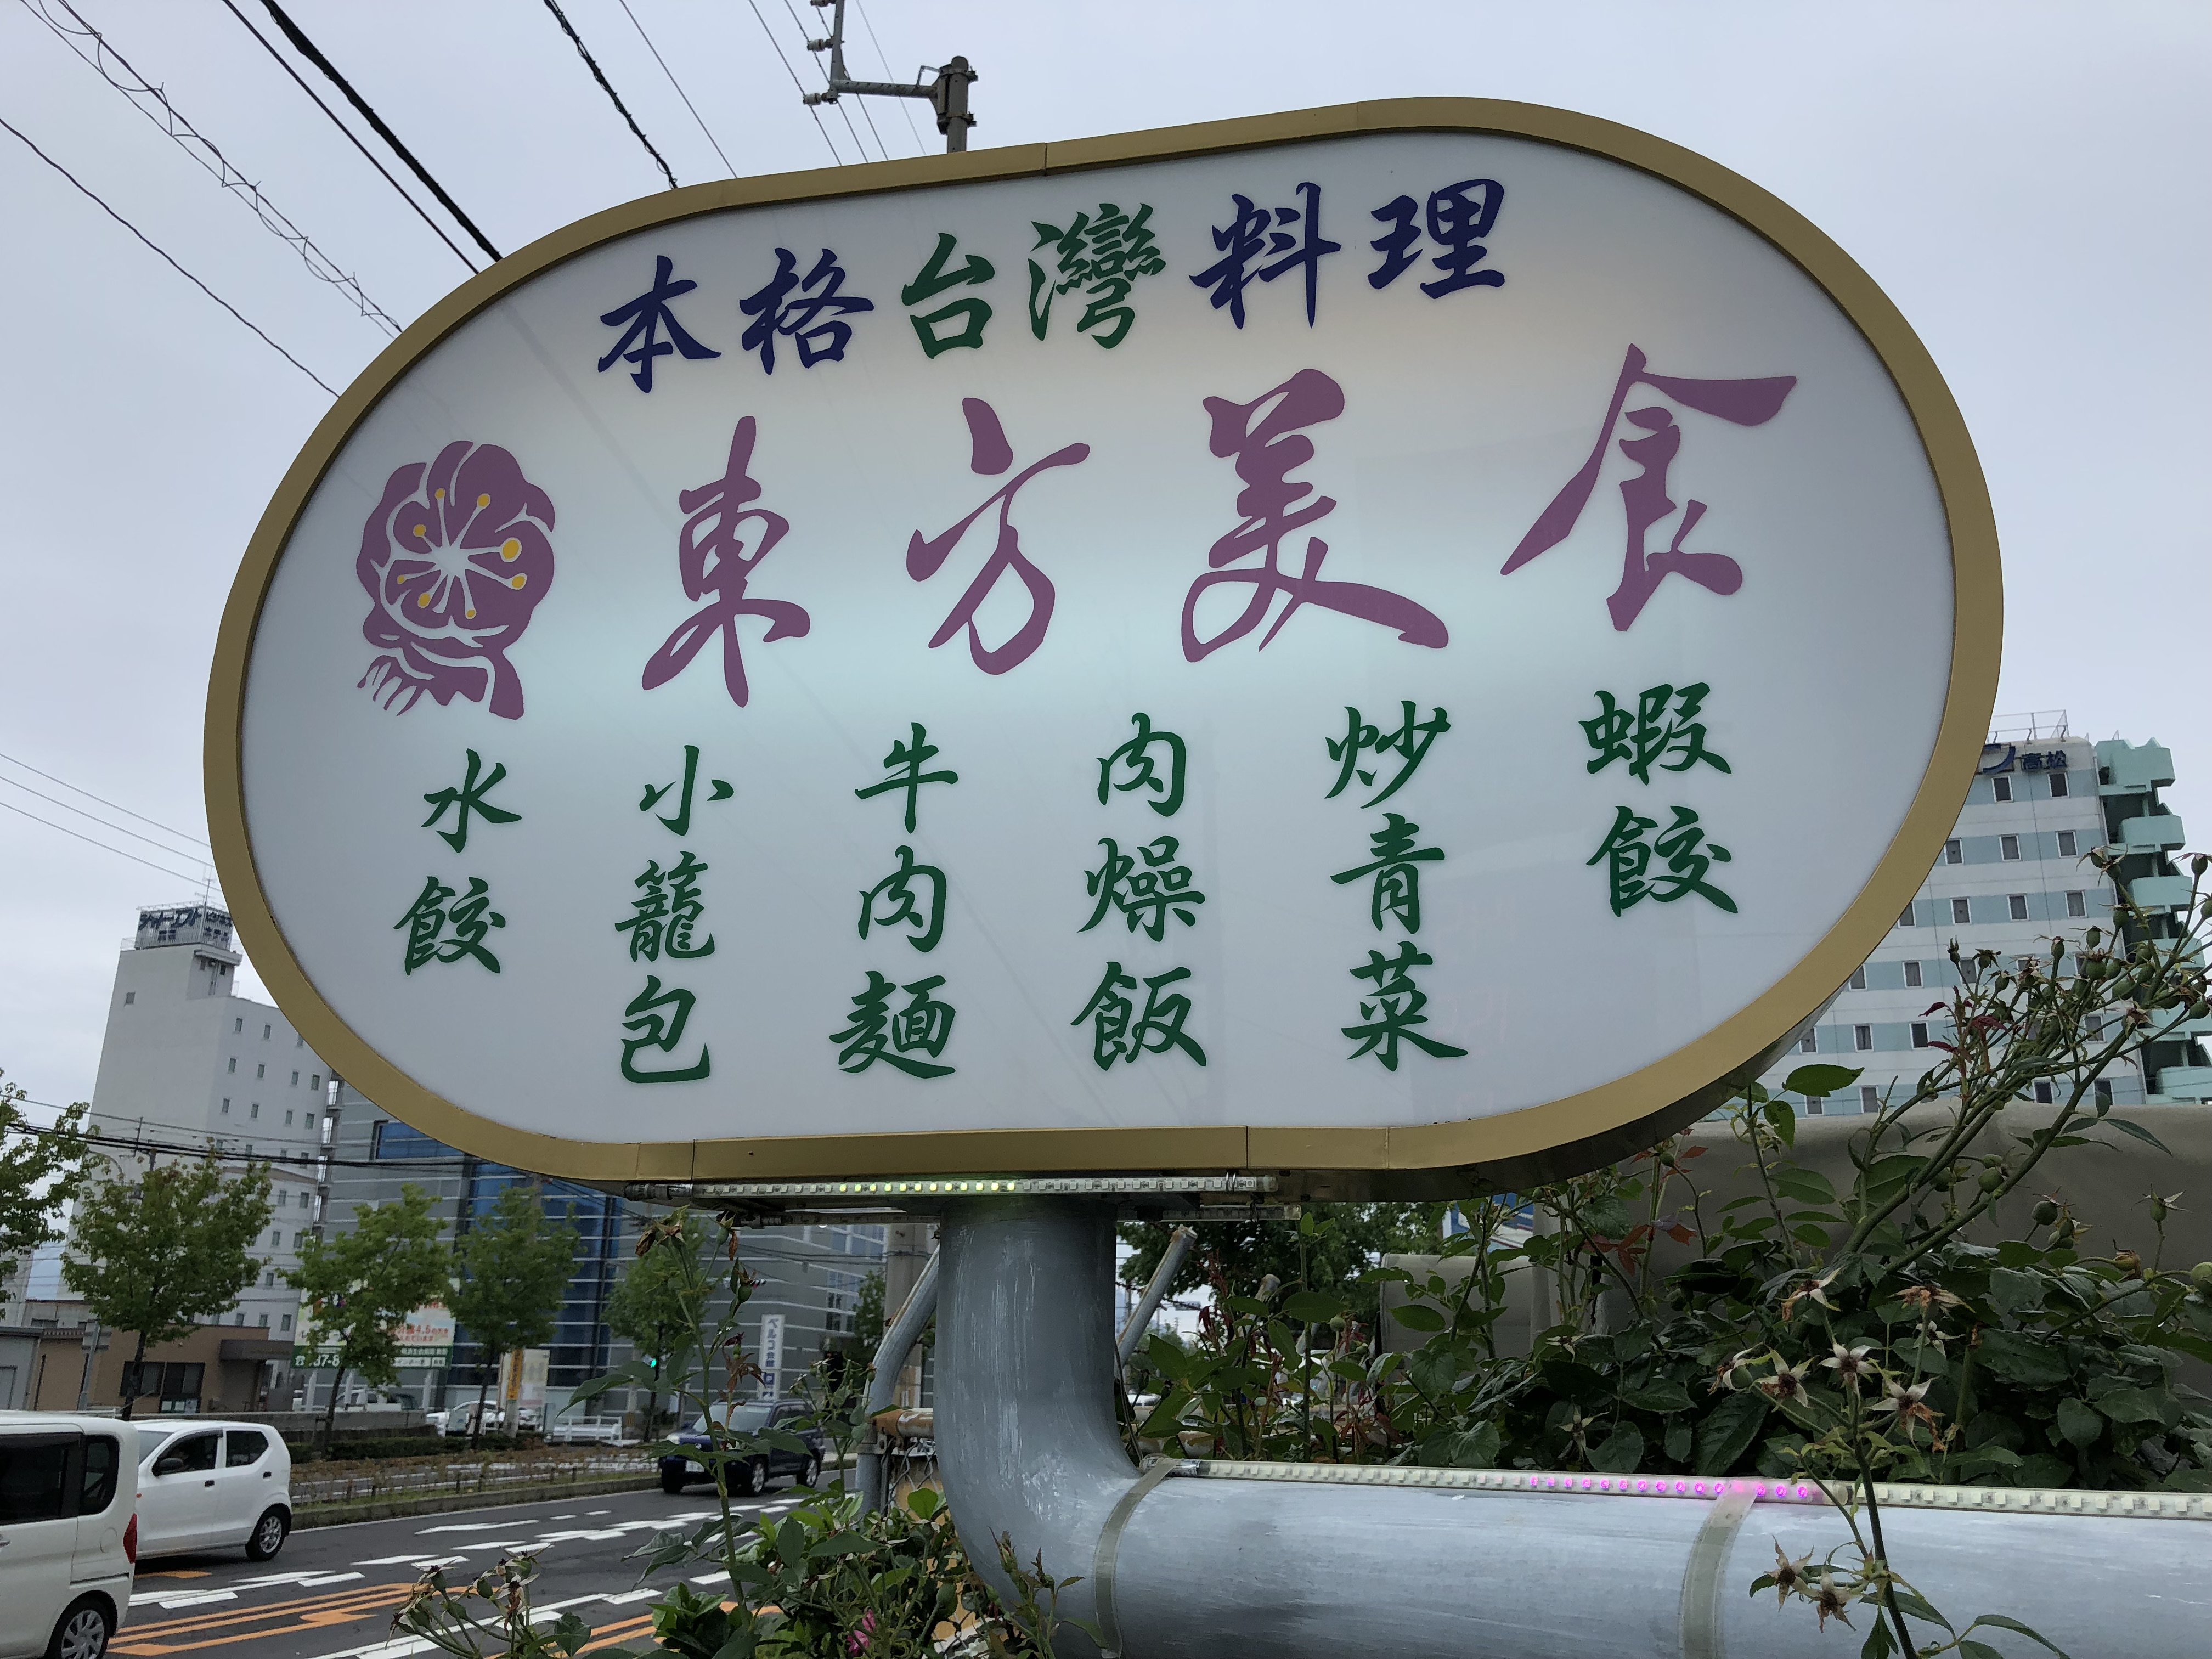 本格台灣料理
東方美食
水餃
小籠包
牛肉麵
肉燥飯
炒青菜
蝦餃
高松